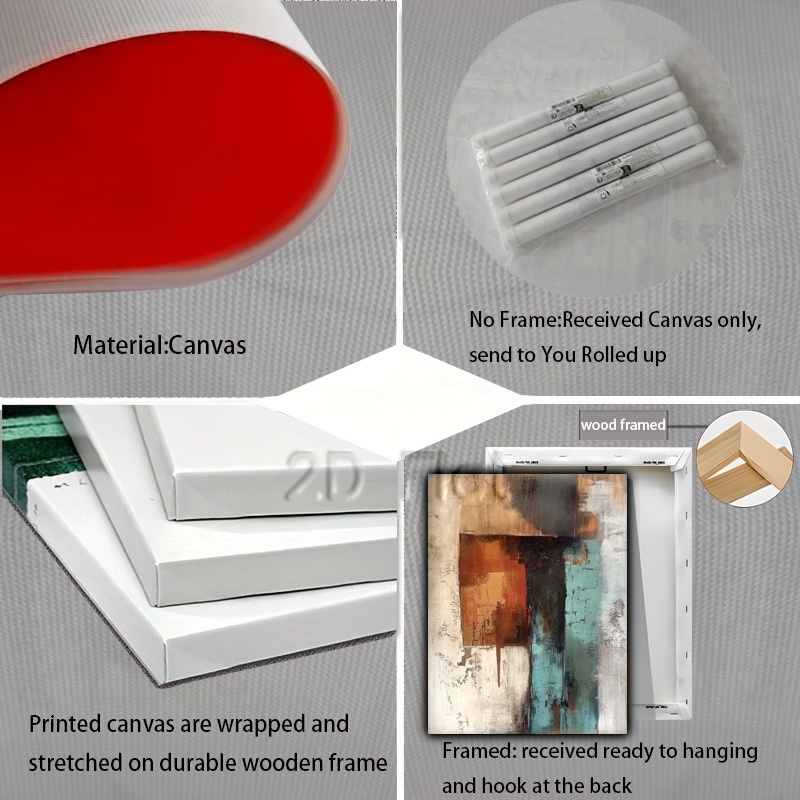 Material:Canvas
No Frame:Received Canvas only,
send to You Rolled up
2D
wood framed
Printed canvas are wrapped and
stretched on durable wooden frame
Framed: received ready to hanging
and hook at the back